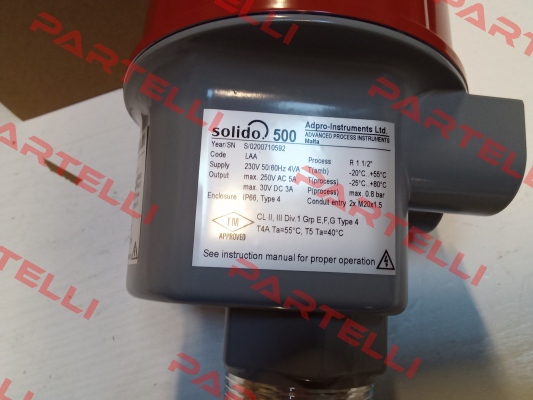 solido 500 Adpro-Instruments Ltd.
ADVANCED PROCESS INSTRUMENTS
Malta
Year/SN S/0200710592
Code LAA
Supply 230V 50/60Hz 4VA
Output max. 250V AC 5A
max. 30V DC 3A
Enclosure IP66, Type 4
Process R 1 1/2"
T(amb) -20°C..+55°C
T(process) -25°C..+80°C
P(process) max. 0.8 bar
Conduit entry 2x M20x1.5
FM
APPROVED
CL II, III Div.1 Grp E,F,G Type 4
T4A Ta=55°C, T5 Ta=40°C
See instruction manual for proper operation
PARTELLI
PARTELLI
PARTELLI
PARTELLI
PARTELLI
PARTELLI